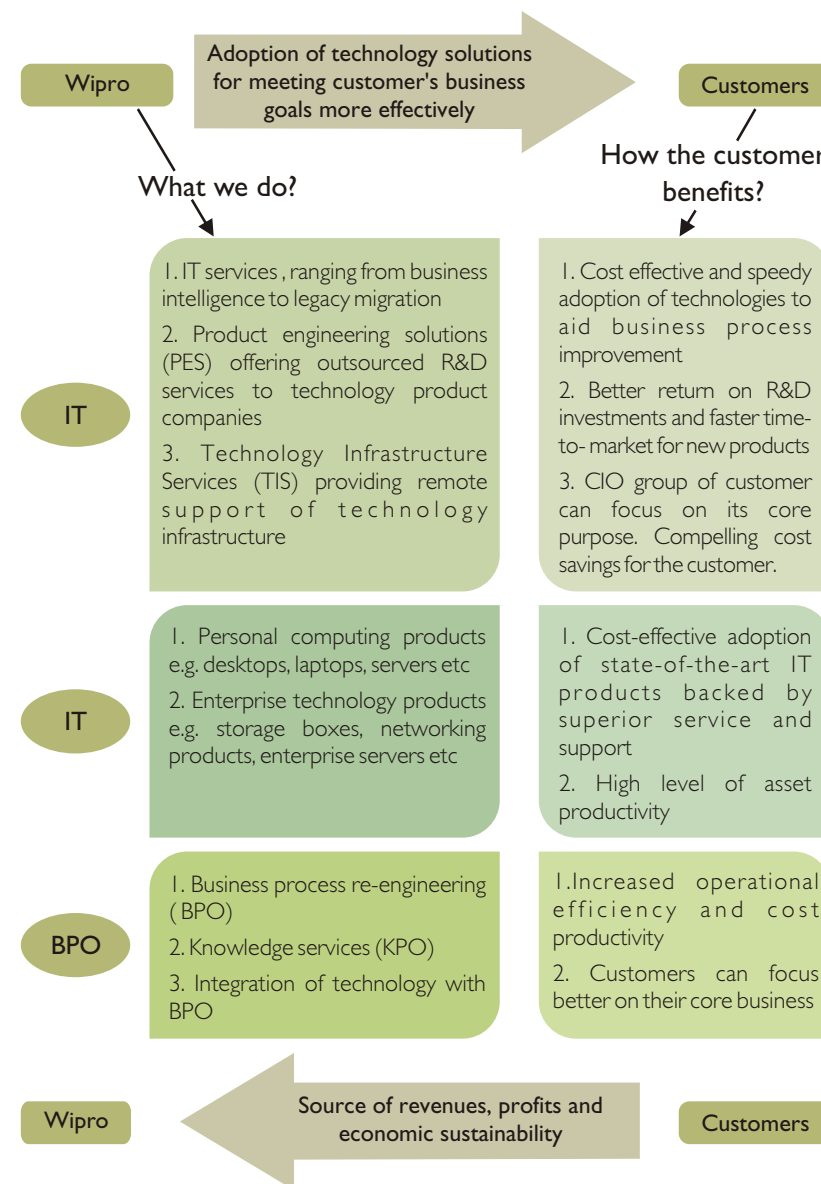 Wipro
Adoption of technology solutions
for meeting customer's business
goals more effectively
Customers
What we do?
How the customer
benefits?
IT
1. IT services , ranging from business
intelligence to legacy migration
2. Product engineering solutions
(PES) offering outsourced R&D
services to technology product
companies
3. Technology Infrastructure
Services (TIS) providing remote
support of technology
infrastructure
1. Cost effective and speedy
adoption of technologies to
aid business process
improvement
2. Better return on R&D
investments and faster time-
to- market for new products
3. CIO group of customer
can focus on its core
purpose. Compelling cost
savings for the customer.
IT
1. Personal computing products
e.g. desktops, laptops, servers etc
2. Enterprise technology products
e.g. storage boxes, networking
products, enterprise servers etc
1. Cost-effective adoption
of state-of-the-art IT
products backed by
superior service and
support
2. High level of asset
productivity
BPO
1. Business process re-engineering
( BPO)
2. Knowledge services (KPO)
3. Integration of technology with
BPO
1.Increased operational
efficiency and cost
productivity
2. Customers can focus
better on their core business
Wipro
Source of revenues, profits and
economic sustainability
Customers